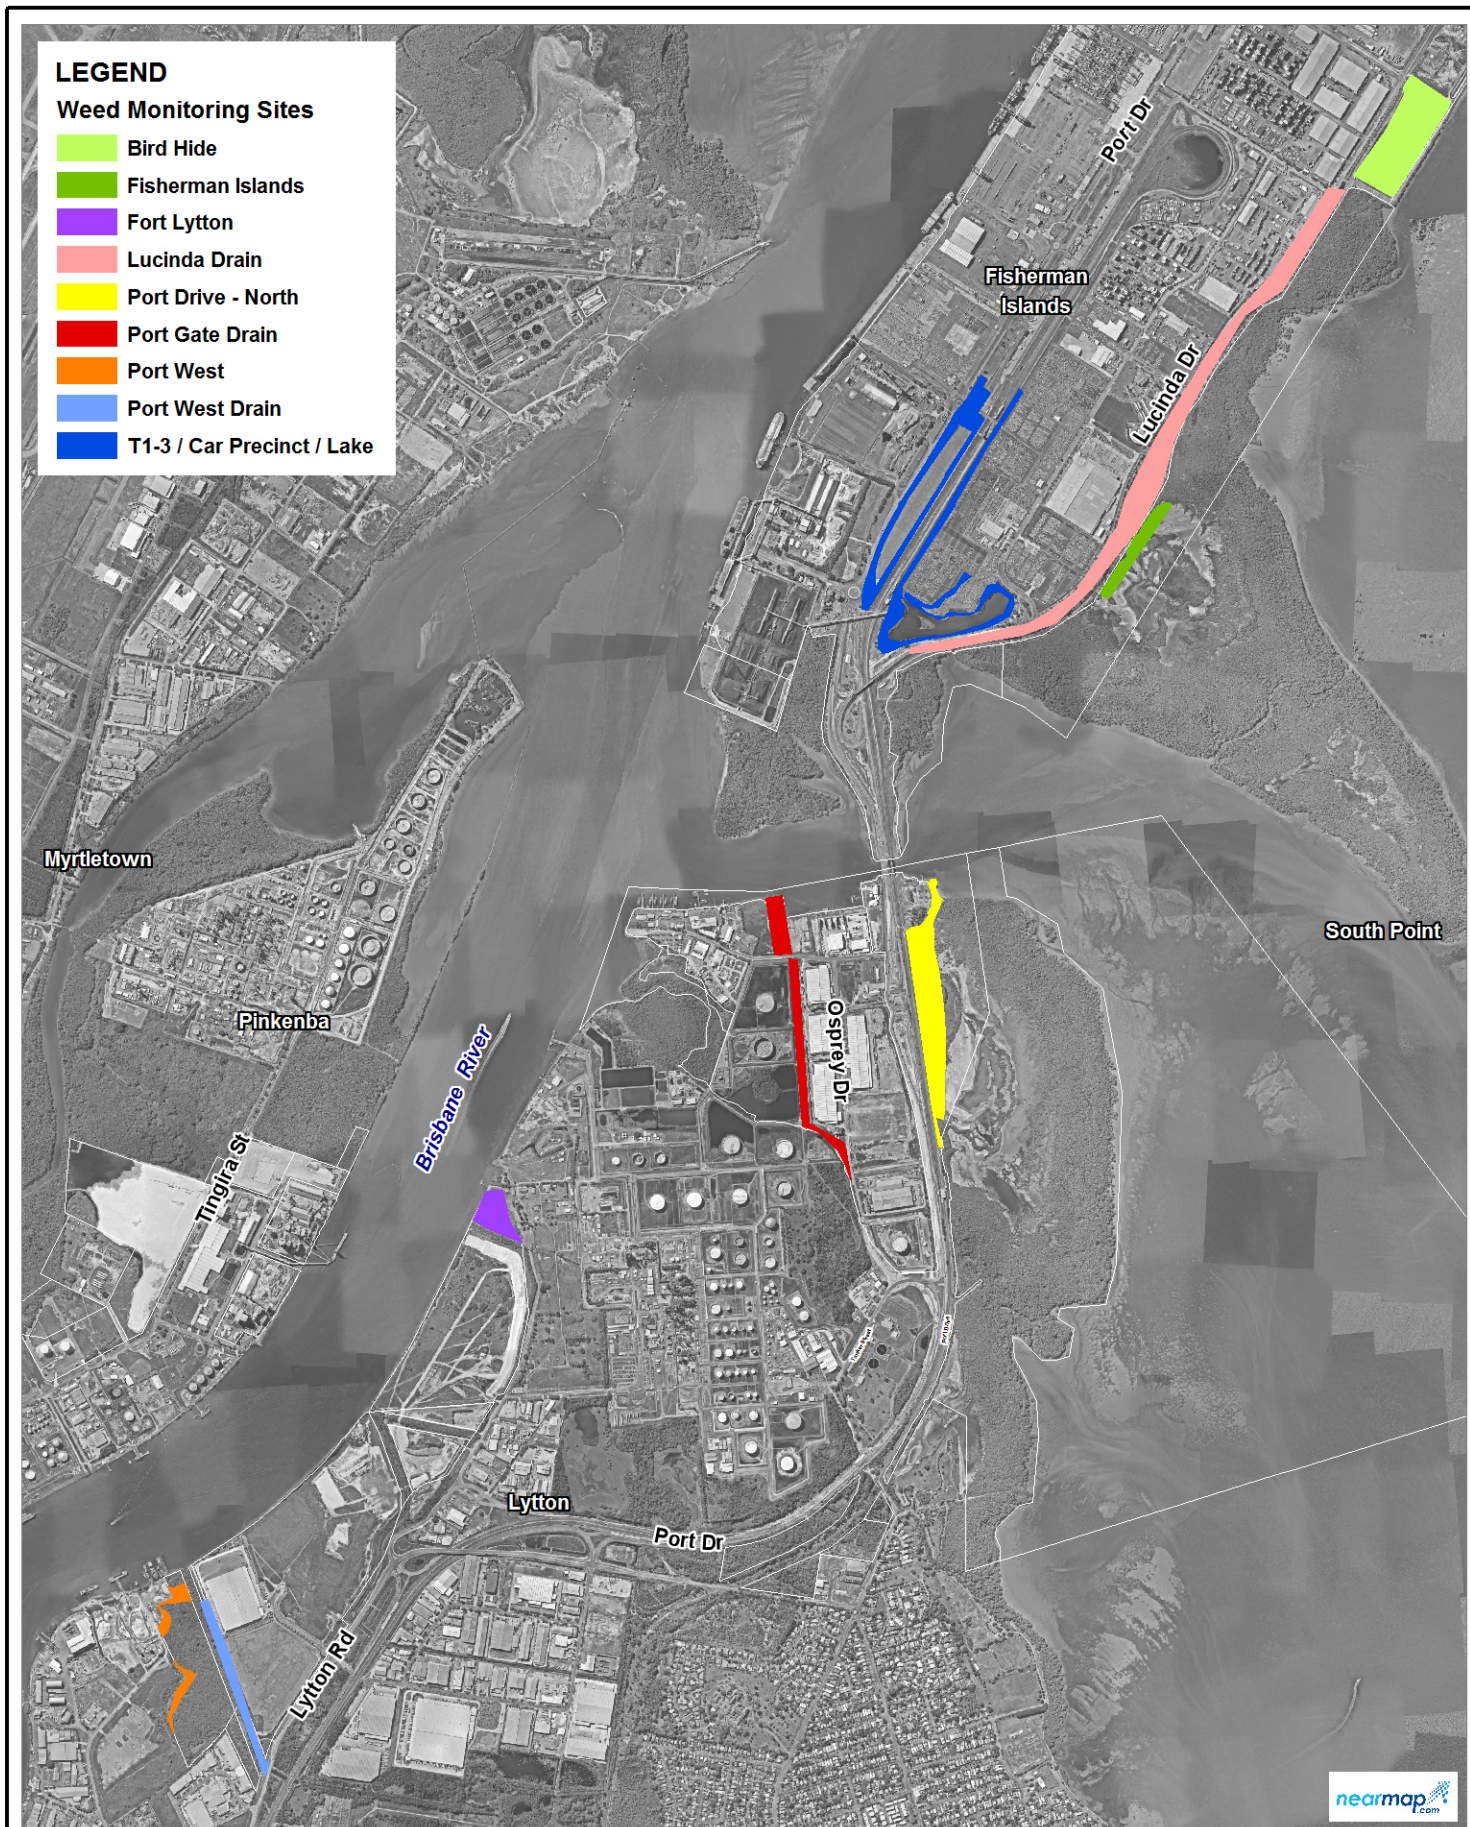 LEGEND
Weed Monitoring Sites
Bird Hide
Fisherman Islands
Fort Lytton
Lucinda Drain
Port Drive - North
Port Gate Drain
Port West
Port West Drain
T1-3 / Car Precinct / Lake
Port Dr
Fisherman
Islands
Lucinda Dr
Myrtletown
South Point
Pinkenba
Osprey Dr
Brisbane River
Tingira St
Lytton
Port Dr
Lytton Rd
nearmap
.com